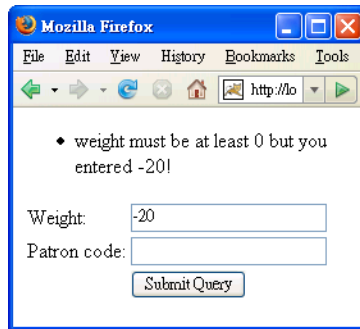 Mozilla Firefox
File Edit View History Bookmarks Tools
http://lo
• weight must be at least 0 but you
entered -20!
Weight: -20
Patron code:
Submit Query